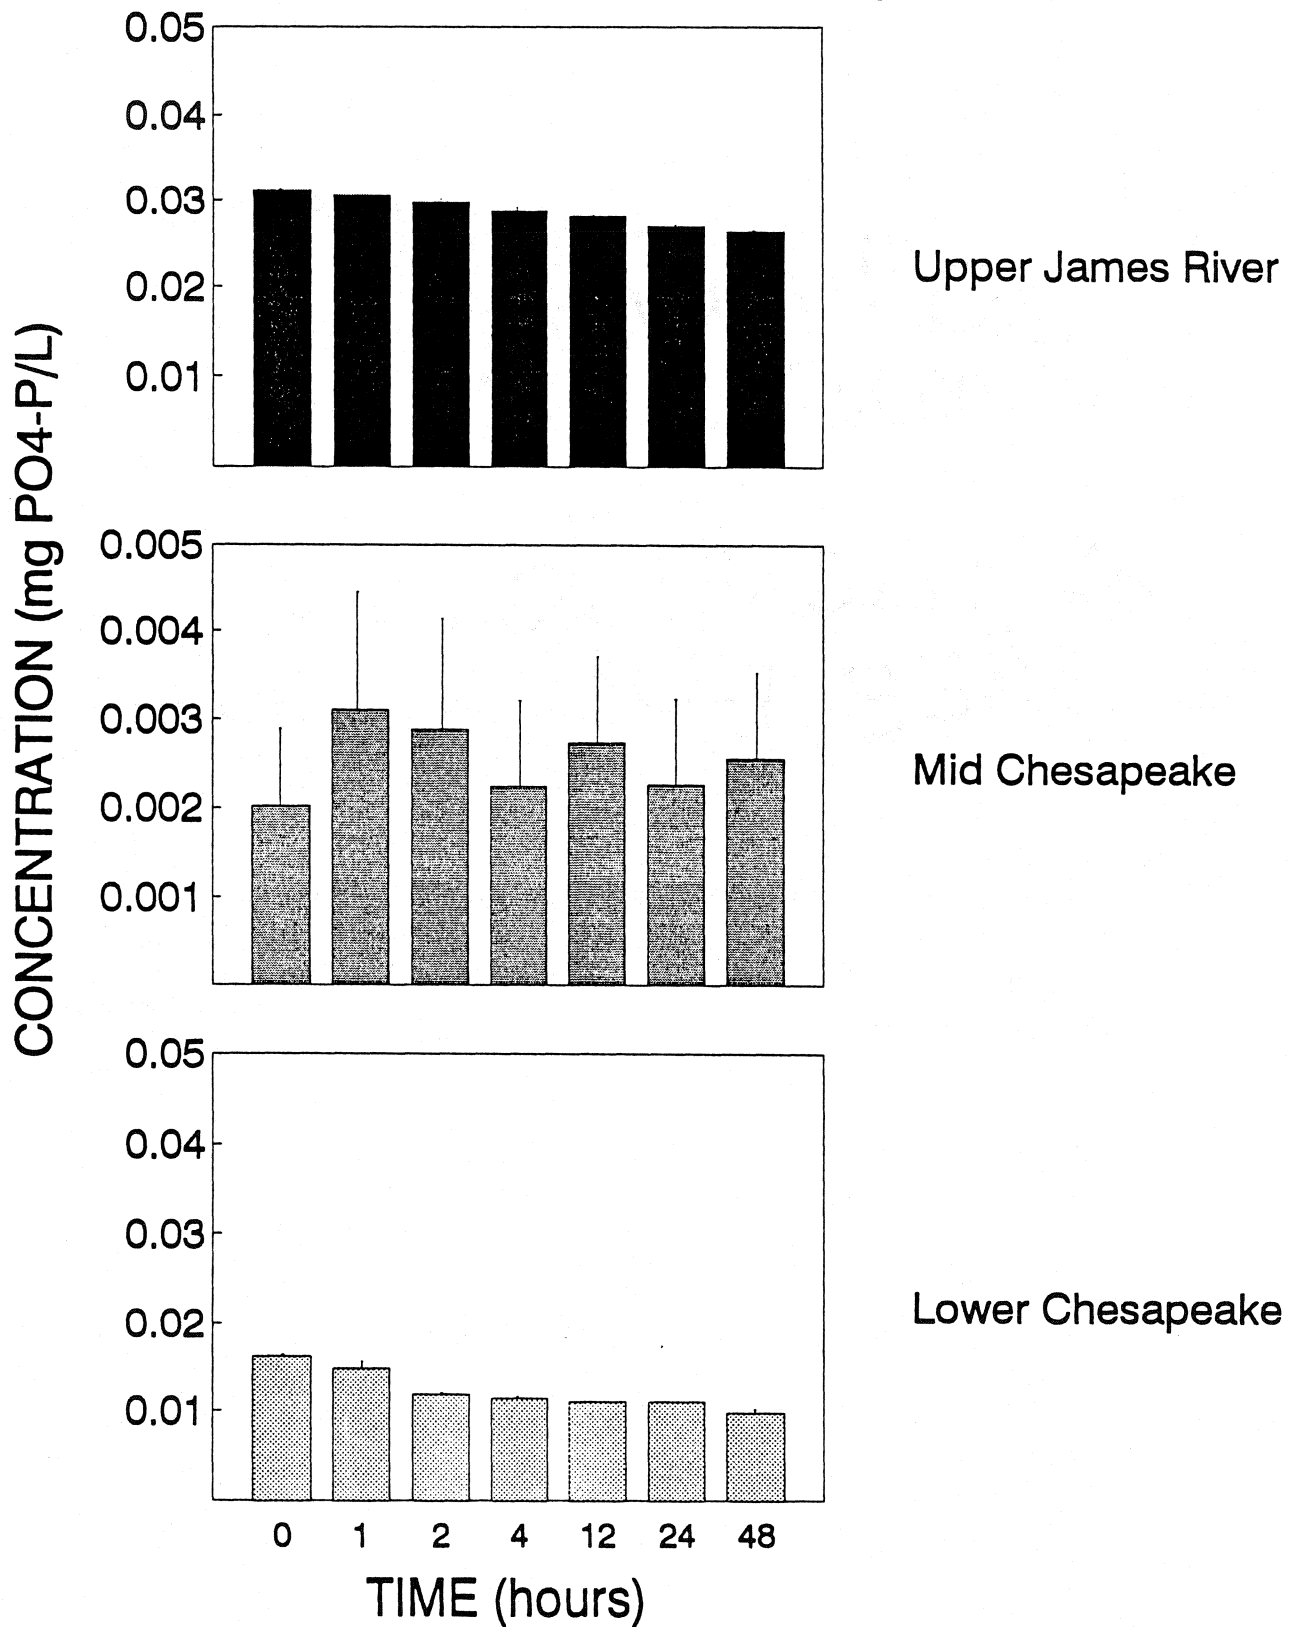 CONCENTRATION (mg PO4-P/L)
0.05
0.04
0.03
0.02
0.01
Upper James River
0.005
0.004
0.003
0.002
0.001
Mid Chesapeake
0.05
0.04
0.03
0.02
0.01
Lower Chesapeake
0 1 2 4 12 24 48
TIME (hours)